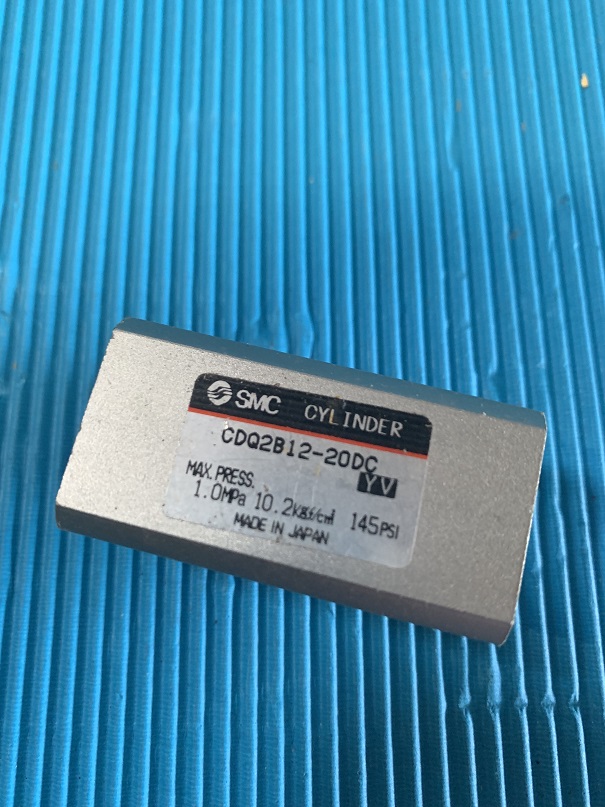 SMC CYLINDER
CDQ2B12-20DC
YV
MAX. PRESS.
1.0MPa 10.2kgf/cm² 145PSI
MADE IN JAPAN